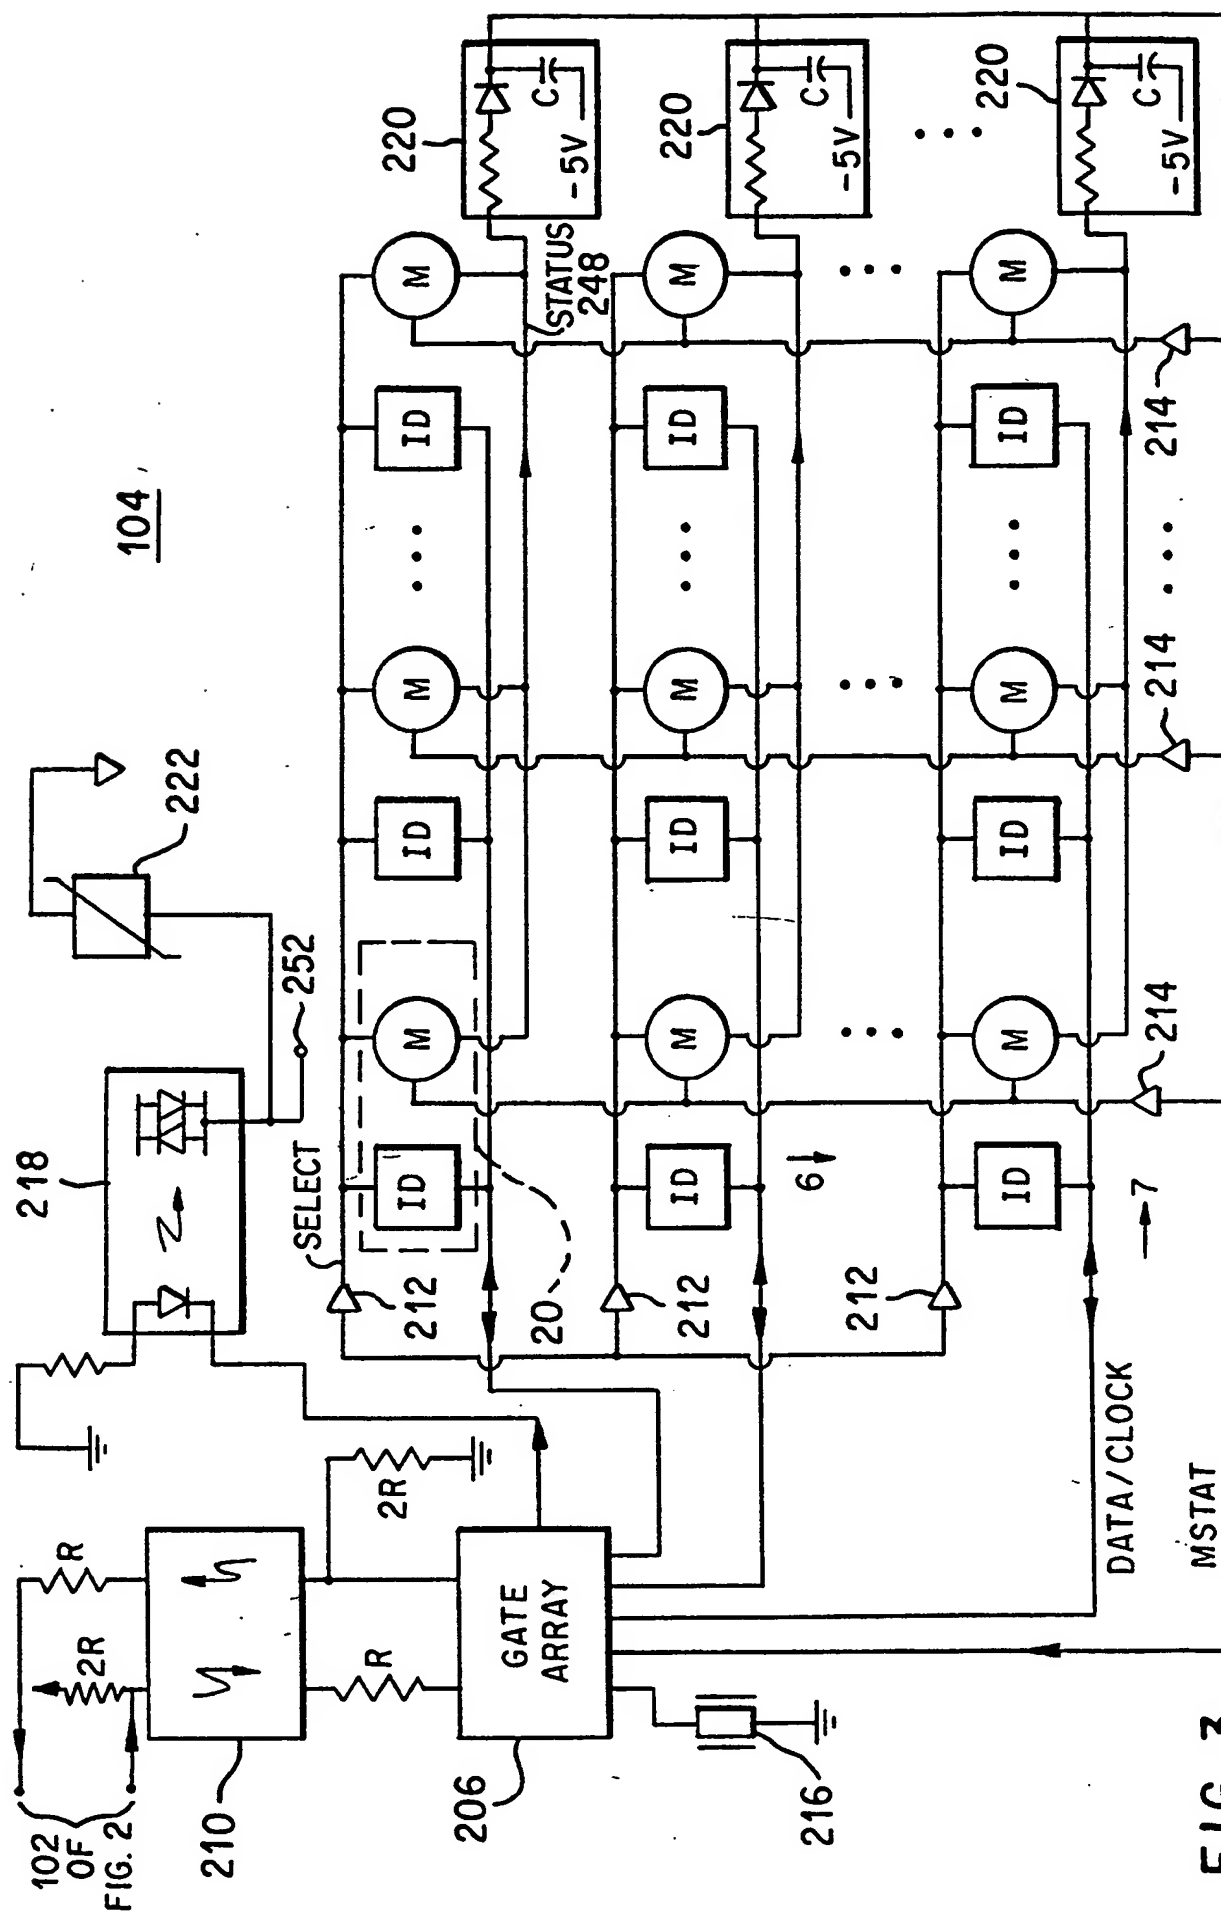 104
102
OF
FIG. 2
R
2R
218
222
210
252
R
2R
SELECT
206
GATE
ARRAY
216
212
212
212
20
ID
M
ID
M
ID
M
STATUS
248
220
C
-5V
ID
M
ID
M
ID
M
220
C
-5V
6
ID
M
ID
M
ID
M
220
C
-5V
DATA/CLOCK
7
214
214
214
MSTAT
FIG. 3